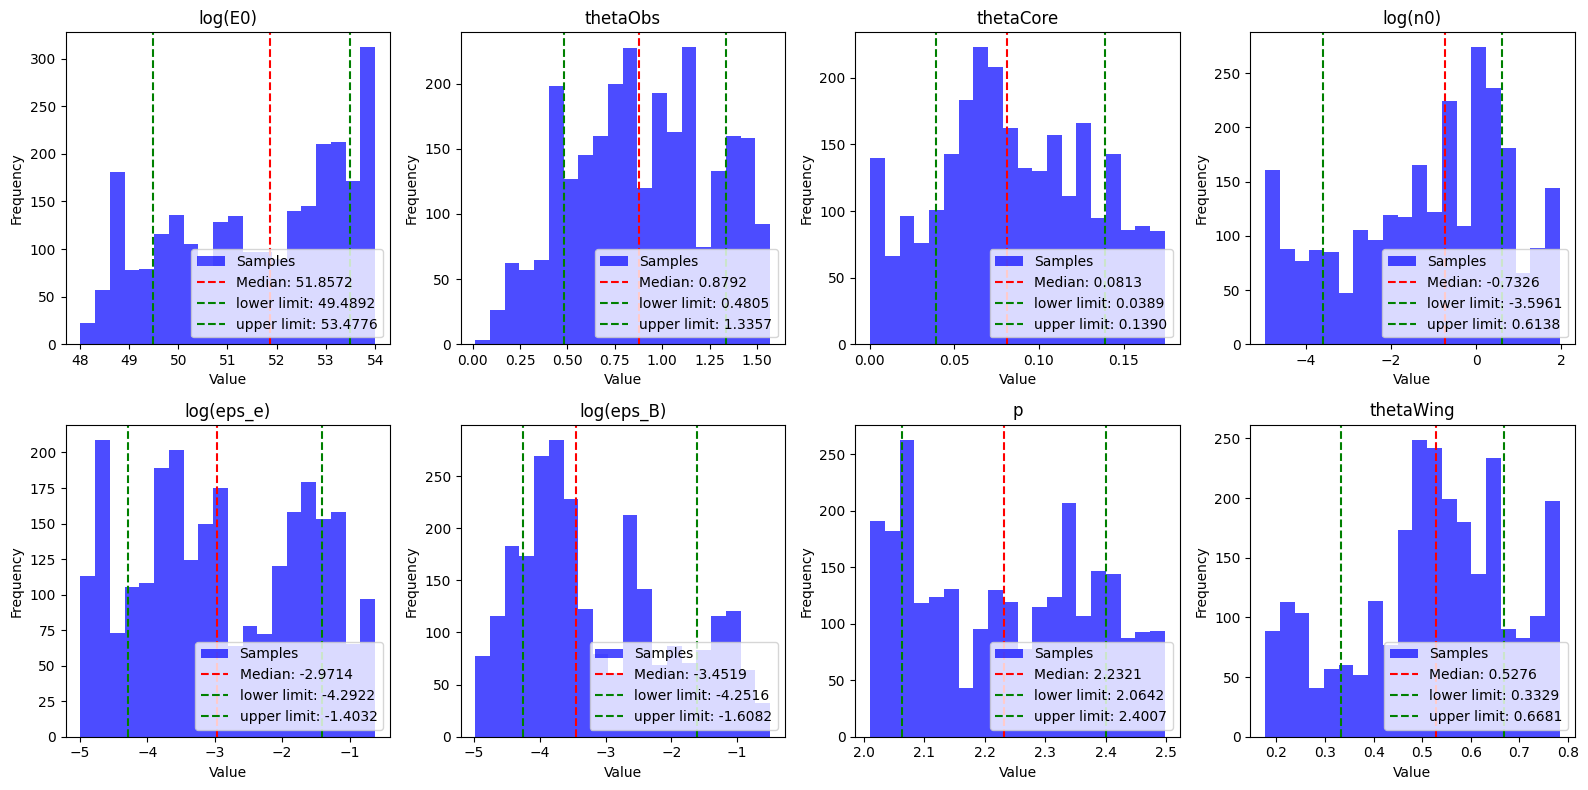 log(E0)
300
250
200
150
100
50
0
Frequency
48 49 50 51 52 53 54
Value
Samples
Median: 51.8572
lower limit: 49.4892
upper limit: 53.4776
thetaObs
200
150
100
50
0
Frequency
0.00 0.25 0.50 0.75 1.00 1.25 1.50
Value
Samples
Median: 0.8792
lower limit: 0.4805
upper limit: 1.3357
thetaCore
200
150
100
50
0
Frequency
0.00 0.05 0.10 0.15
Value
Samples
Median: 0.0813
lower limit: 0.0389
upper limit: 0.1390
log(n0)
250
200
150
100
50
0
Frequency
−4 −2 0 2
Value
Samples
Median: -0.7326
lower limit: -3.5961
upper limit: 0.6138
log(eps_e)
200
175
150
125
100
75
50
25
0
Frequency
−5 −4 −3 −2 −1
Value
Samples
Median: -2.9714
lower limit: -4.2922
upper limit: -1.4032
log(eps_B)
250
200
150
100
50
0
Frequency
−5 −4 −3 −2 −1
Value
Samples
Median: -3.4519
lower limit: -4.2516
upper limit: -1.6082
p
250
200
150
100
50
0
Frequency
2.0 2.1 2.2 2.3 2.4 2.5
Value
Samples
Median: 2.2321
lower limit: 2.0642
upper limit: 2.4007
thetaWing
250
200
150
100
50
0
Frequency
0.2 0.3 0.4 0.5 0.6 0.7 0.8
Value
Samples
Median: 0.5276
lower limit: 0.3329
upper limit: 0.6681